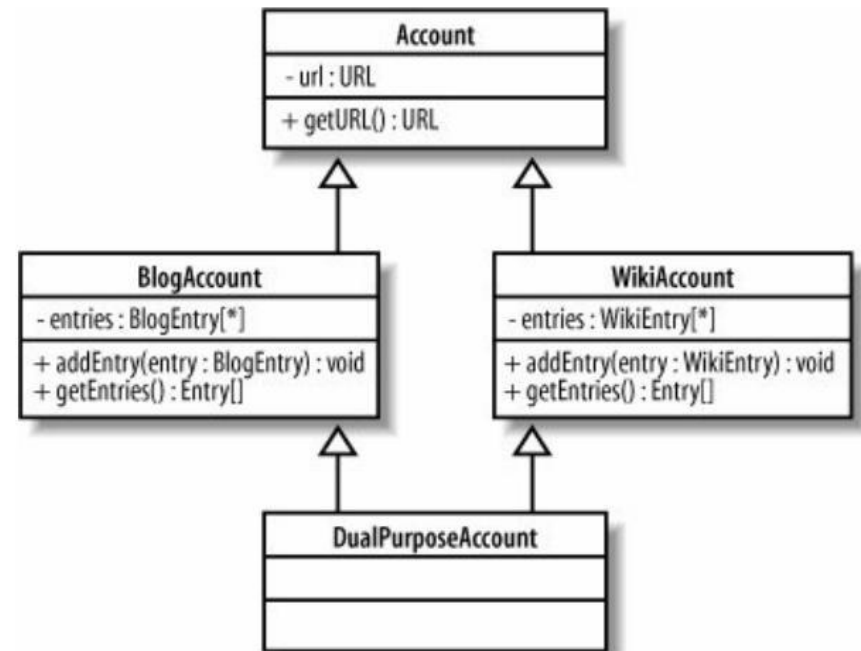 Account
- url : URL
+ getURL() : URL
BlogAccount
- entries : BlogEntry[*]
+ addEntry(entry : BlogEntry) : void
+ getEntries() : Entry[]
WikiAccount
- entries : WikiEntry[*]
+ addEntry(entry : WikiEntry) : void
+ getEntries() : Entry[]
DualPurposeAccount